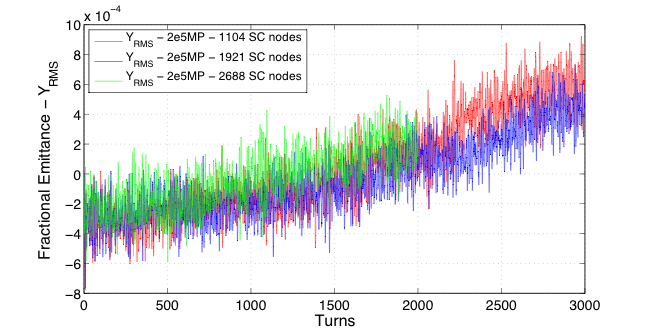 x 10⁻⁴
Y_RMS – 2e5MP – 1104 SC nodes
Y_RMS – 2e5MP – 1921 SC nodes
Y_RMS – 2e5MP – 2688 SC nodes
Fractional Emittance – Y_RMS
10
8
6
4
2
0
−2
−4
−6
−8
0
500
1000
1500
2000
2500
3000
Turns